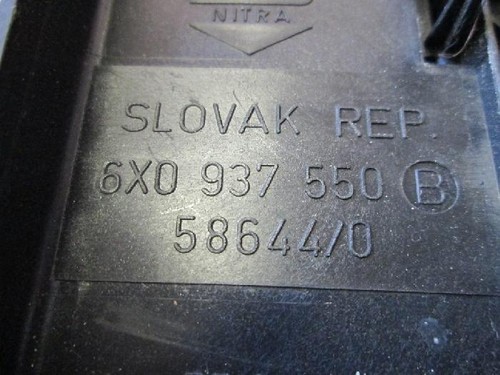 NITRA
SLOVAK REP.
6X0 937 550 B
58644/0